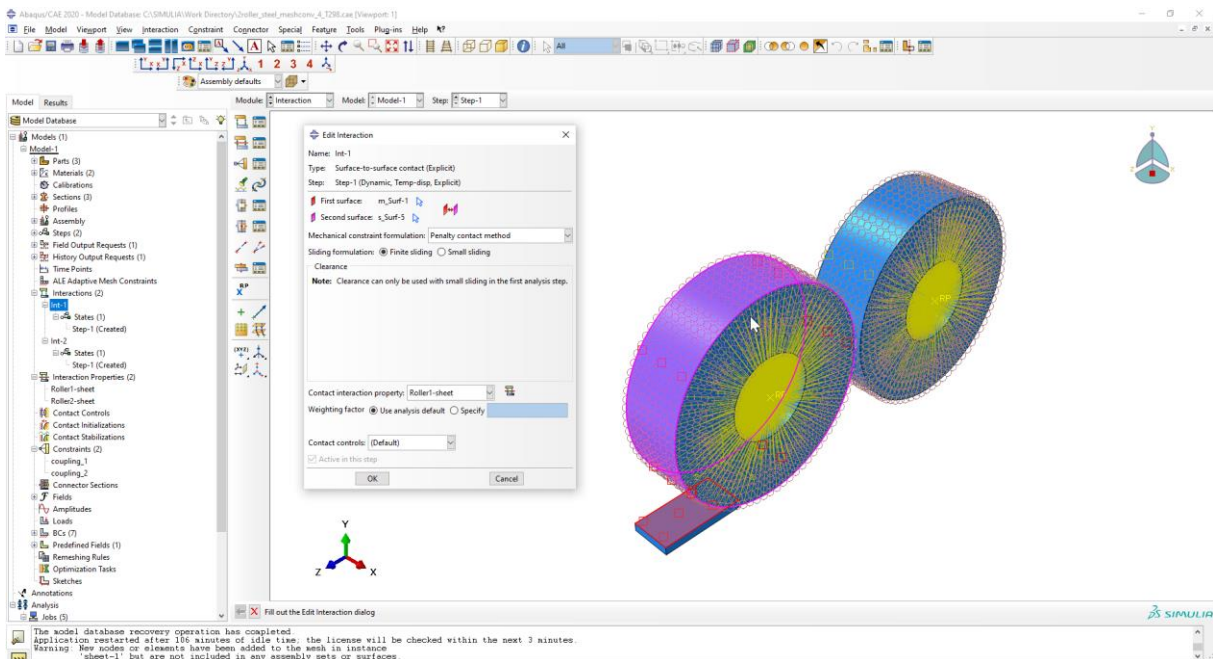 Abaqus/CAE 2020 - Model Database: C:\SIMULIA\Work Directory\2roller_steel_meshconv_4_T298.cae [Viewport: 1]
File Model Viewport View Interaction Constraint Connector Special Feature Tools Plug-ins Help
All
1 2 3 4
Assembly defaults
Model Results
Module: Interaction Model: Model-1 Step: Step-1
Model Database
Models (1)
Model-1
Parts (3)
Materials (2)
Calibrations
Sections (3)
Profiles
Assembly
Steps (2)
Field Output Requests (1)
History Output Requests (1)
Time Points
ALE Adaptive Mesh Constraints
Interactions (2)
Int-1
States (1)
Step-1 (Created)
Int-2
States (1)
Step-1 (Created)
Interaction Properties (2)
Roller1-sheet
Roller2-sheet
Contact Controls
Contact Initializations
Contact Stabilizations
Constraints (2)
coupling_1
coupling_2
Connector Sections
Fields
Amplitudes
Loads
BCs (7)
Predefined Fields (1)
Remeshing Rules
Optimization Tasks
Sketches
Annotations
Analysis
Jobs (5)
RP
(XYZ)
Edit Interaction
Name: Int-1
Type: Surface-to-surface contact (Explicit)
Step: Step-1 (Dynamic, Temp-disp, Explicit)
First surface: m_Surf-1
Second surface: s_Surf-5
Mechanical constraint formulation: Penalty contact method
Sliding formulation: Finite sliding Small sliding
Clearance
Note: Clearance can only be used with small sliding in the first analysis step.
Contact interaction property: Roller1-sheet
Weighting factor Use analysis default Specify
Contact controls: (Default)
Active in this step
OK Cancel
RP
RP
Y
Z X
Fill out the Edit Interaction dialog
SIMULIA
The model database recovery operation has completed.
Application restarted after 106 minutes of idle time; the license will be checked within the next 3 minutes.
Warning: New nodes or elements have been added to the mesh in instance
'sheet-1' but are not included in any assembly sets or surfaces.